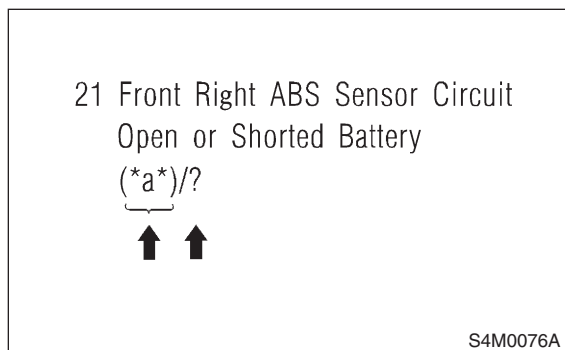 21 Front Right ABS Sensor Circuit
Open or Shorted Battery
(*a*)/?
S4M0076A